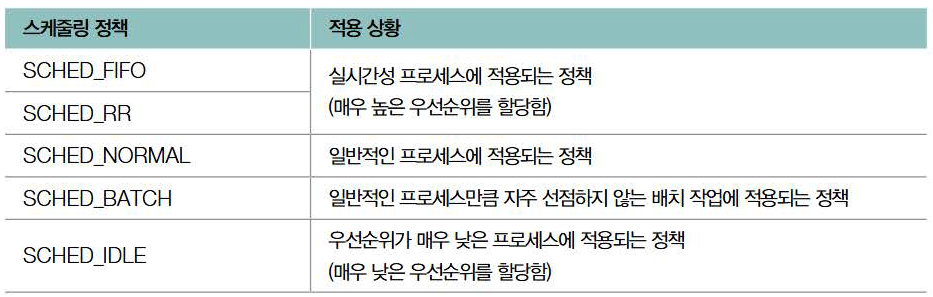 스케줄링 정책
적용 상황
SCHED_FIFO
실시간성 프로세스에 적용되는 정책
(매우 높은 우선순위를 할당함)
SCHED_RR
SCHED_NORMAL
일반적인 프로세스에 적용되는 정책
SCHED_BATCH
일반적인 프로세스만큼 자주 선점하지 않는 배치 작업에 적용되는 정책
SCHED_IDLE
우선순위가 매우 낮은 프로세스에 적용되는 정책
(매우 낮은 우선순위를 할당함)